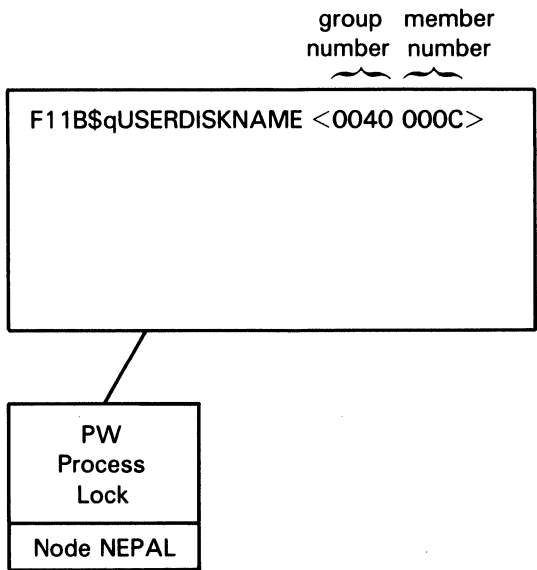 group member
number number
F11B$qUSERDISKNAME <0040 000C>
PW
Process
Lock
Node NEPAL